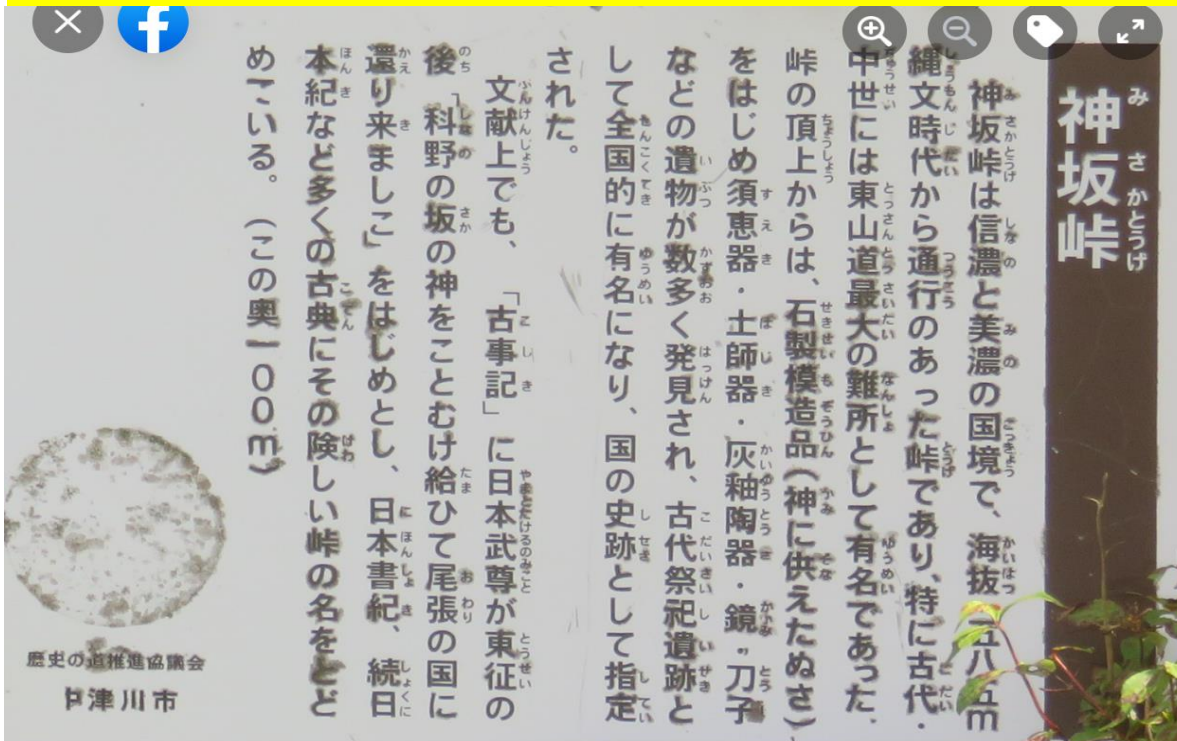 神坂峠
みさかとうげ
神坂峠は信濃と美濃の国境で、海抜一五八五m
縄文時代から通行のあった峠であり、特に古代・
中世には東山道最大の難所として有名であった。
峠の頂上からは、石製模造品(神に供えたぬさ)
をはじめ須恵器・土師器・灰釉陶器・鏡・刀子
などの遺物が数多く発見され、古代祭祀遺跡と
して全国的に有名になり、国の史跡として指定
された。
文献上でも、「古事記」に日本武尊が東征の
後「科野の坂の神をことむけ給ひて尾張の国に
還り来ましこ」をはじめとし、日本書紀、続日
本紀など多くの古典にその険しい峠の名をとど
めている。(この奥一00m)
歴史の道推進協議会
中津川市